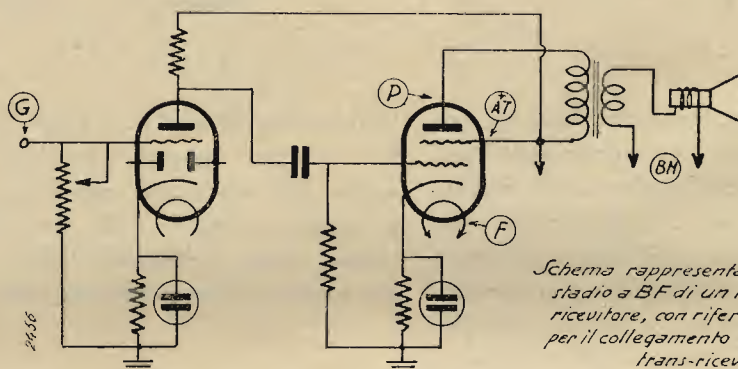 G
P
+
AT
F
BM
2456
Schema rappresenta
stadio a BF di un
ricevitore, con rifer
per il collegamento
trans-ricev